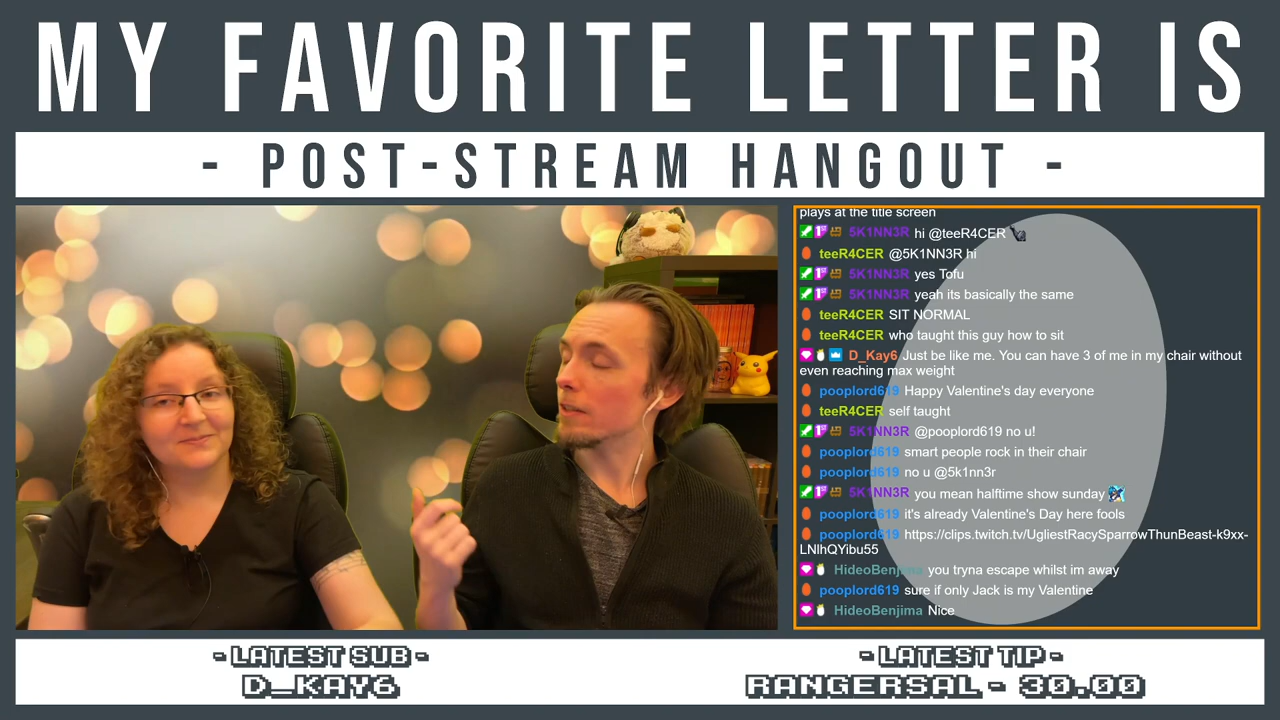 MY FAVORITE LETTER IS
- POST-STREAM HANGOUT -
plays at the title screen
5K1NN3R hi @teeR4CER
teeR4CER @5K1NN3R hi
5K1NN3R yes Tofu
5K1NN3R yeah its basically the same
teeR4CER SIT NORMAL
teeR4CER who taught this guy how to sit
D_Kay6 Just be like me. You can have 3 of me in my chair without
even reaching max weight
pooplord619 Happy Valentine's day everyone
teeR4CER self taught
5K1NN3R @pooplord619 no u!
pooplord619 smart people rock in their chair
pooplord619 no u @5k1nn3r
5K1NN3R you mean halftime show sunday
pooplord619 it's already Valentine's Day here fools
pooplord619 https://clips.twitch.tv/UgliestRacySparrowThunBeast-k9xx-
LNlhQYibu55
HideoBenjima you tryna escape whilst im away
pooplord619 sure if only Jack is my Valentine
HideoBenjima Nice
- LATEST SUB -
D_KAY6
- LATEST TIP -
RANGERSAL - 30.00